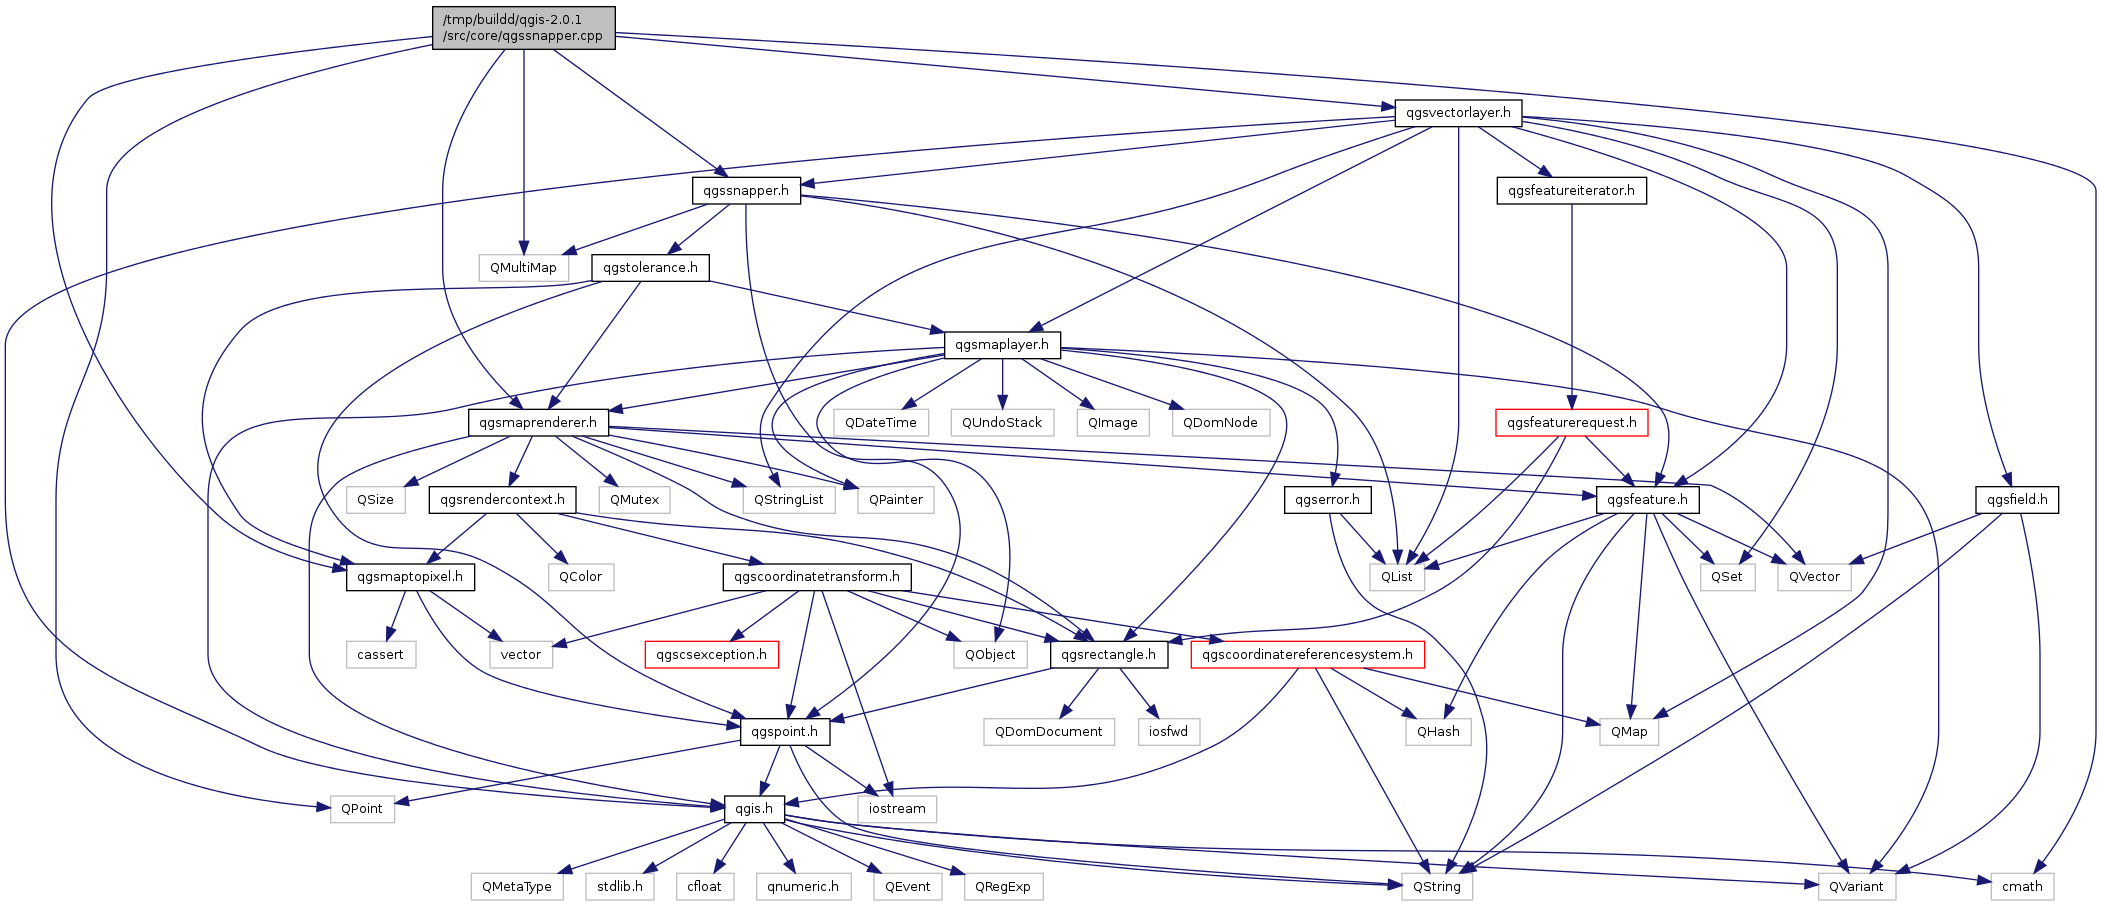 /tmp/buildd/qgis-2.0.1
/src/core/qgssnapper.cpp
qgsvectorlayer.h
qgssnapper.h
qgsfeatureiterator.h
QMultiMap
qgstolerance.h
qgsmaplayer.h
qgsmaprenderer.h
QDateTime
QUndoStack
QImage
QDomNode
qgsfeaturerequest.h
QSize
qgsrendercontext.h
QMutex
QStringList
QPainter
qgserror.h
qgsfeature.h
qgsfield.h
qgsmaptopixel.h
QColor
qgscoordinatetransform.h
QList
QSet
QVector
cassert
vector
qgscsexception.h
QObject
qgsrectangle.h
qgscoordinatereferencesystem.h
qgspoint.h
QDomDocument
iosfwd
QHash
QMap
QPoint
qgis.h
iostream
QMetaType
stdlib.h
cfloat
qnumeric.h
QEvent
QRegExp
QString
QVariant
cmath